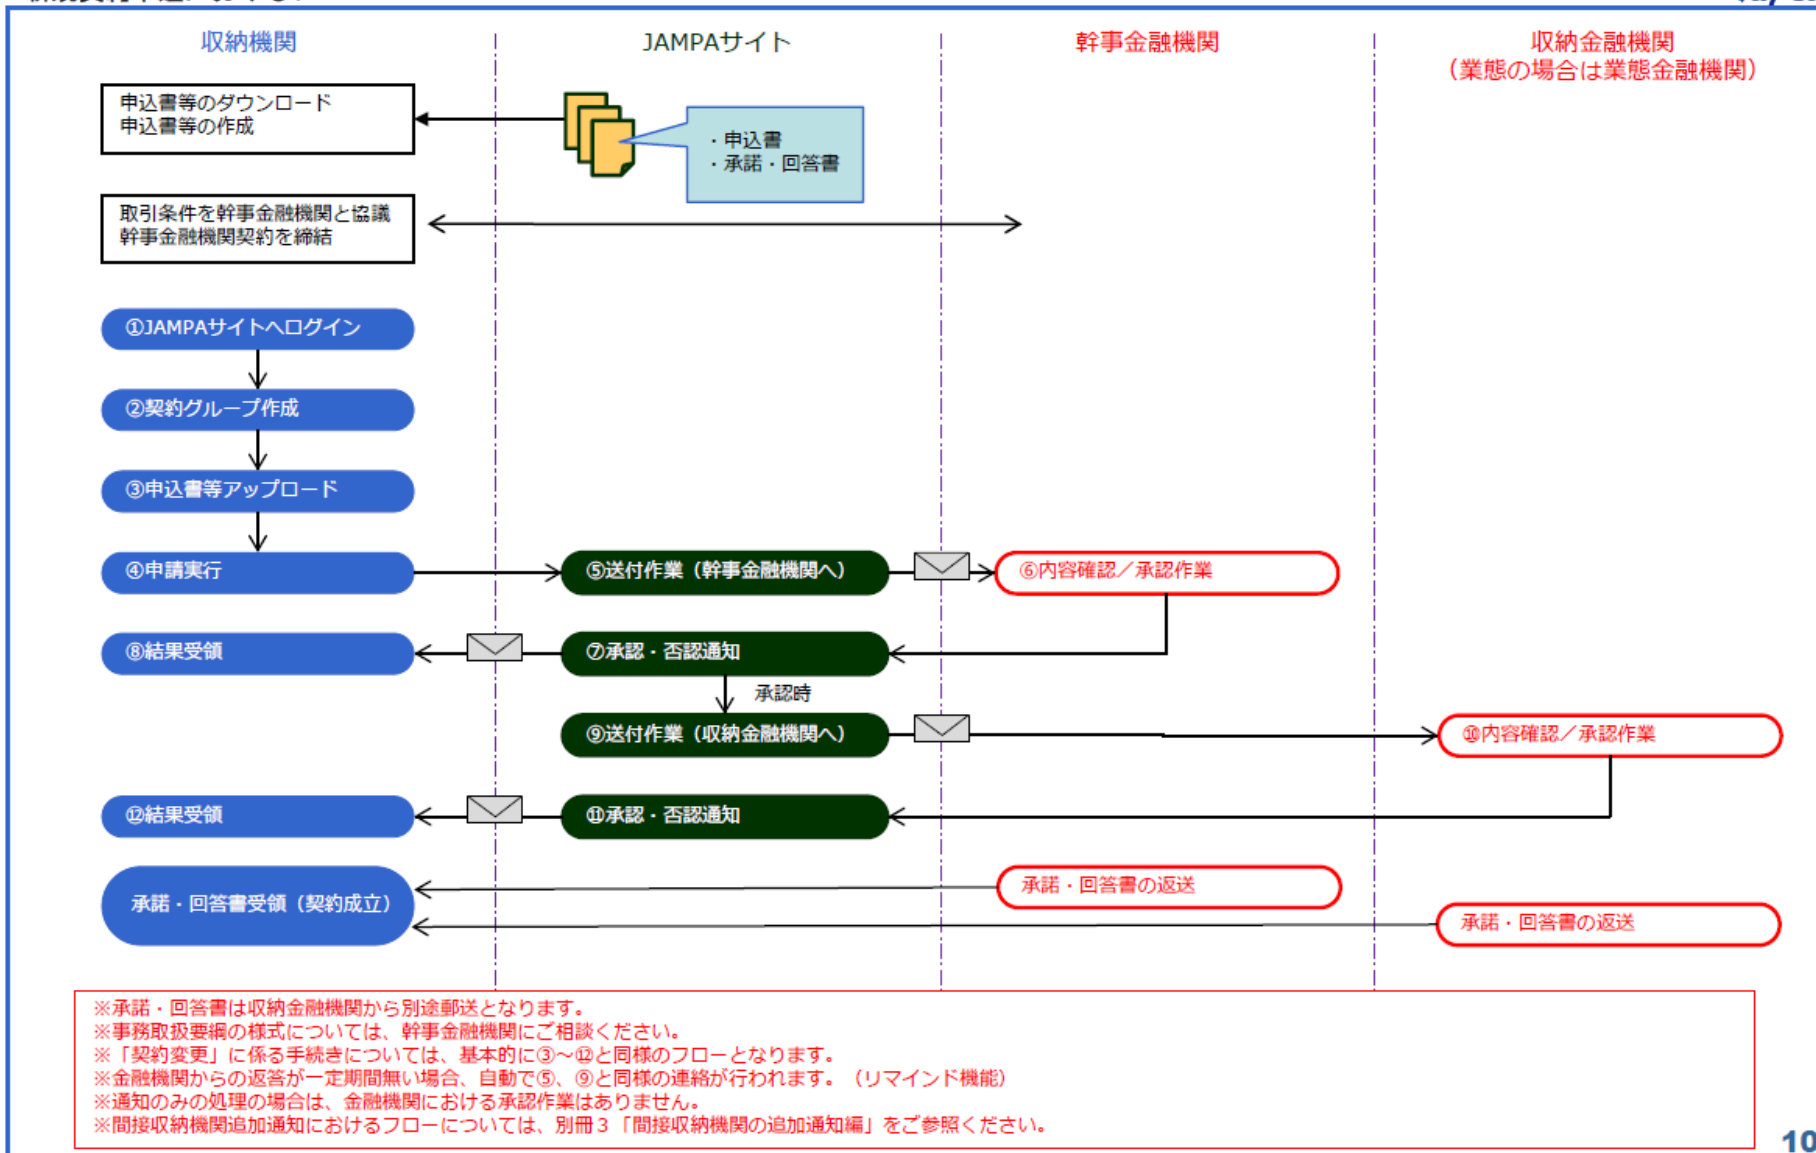 収納機関
JAMPAサイト
幹事金融機関
収納金融機関
(業態の場合は業態金融機関)
申込書等のダウンロード
申込書等の作成
・申込書
・承諾・回答書
取引条件を幹事金融機関と協議
幹事金融機関契約を締結
①JAMPAサイトへログイン
②契約グループ作成
③申込書等アップロード
④申請実行
⑤送付作業(幹事金融機関へ)
⑥内容確認/承認作業
⑧結果受領
⑦承認・否認通知
承認時
⑨送付作業(収納金融機関へ)
⑩内容確認/承認作業
⑫結果受領
⑪承認・否認通知
承諾・回答書受領(契約成立)
承諾・回答書の返送
承諾・回答書の返送
※承諾・回答書は収納金融機関から別途郵送となります。
※事務取扱要綱の様式については、幹事金融機関にご相談ください。
※「契約変更」に係る手続きについては、基本的に③~⑫と同様のフローとなります。
※金融機関からの返答が一定期間無い場合、自動で⑤、⑨と同様の連絡が行われます。(リマインド機能)
※通知のみの処理の場合は、金融機関における承認作業はありません。
※間接収納機関追加通知におけるフローについては、別冊3「間接収納機関の追加通知編」をご参照ください。
10